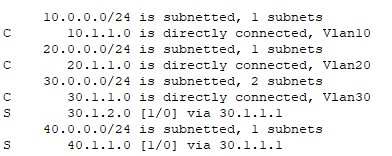 10.0.0.0/24 is subnetted, 1 subnets
C 10.1.1.0 is directly connected, Vlan10
20.0.0.0/24 is subnetted, 1 subnets
C 20.1.1.0 is directly connected, Vlan20
30.0.0.0/24 is subnetted, 2 subnets
C 30.1.1.0 is directly connected, Vlan30
S 30.1.2.0 [1/0] via 30.1.1.1
40.0.0.0/24 is subnetted, 1 subnets
S 40.1.1.0 [1/0] via 30.1.1.1